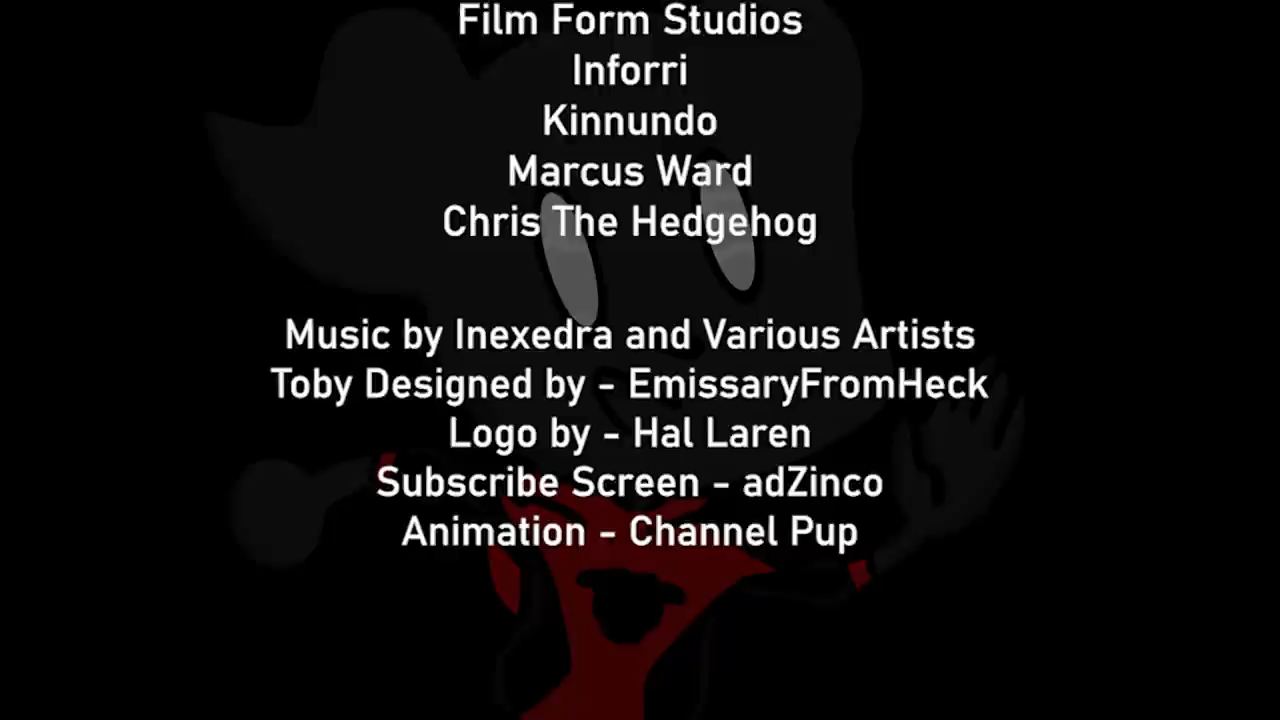 Film Form Studios
Inforri
Kinnundo
Marcus Ward
Chris The Hedgehog
Music by Inexedra and Various Artists
Toby Designed by - EmissaryFromHeck
Logo by - Hal Laren
Subscribe Screen - adZinco
Animation - Channel Pup